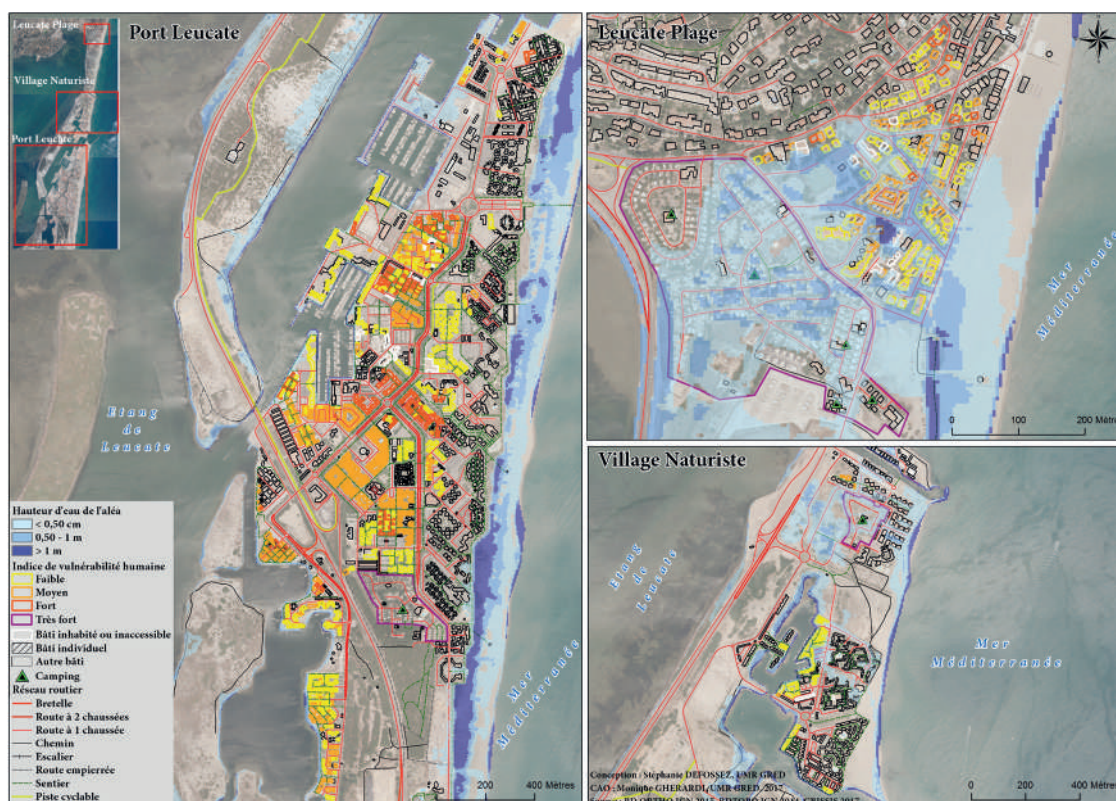 Leucate Plage
Village Naturiste
Port Leucate
Port Leucate
Etang
de
Leucate
Mer
Méditerranée
Hauteur d'eau de l'aléa
< 0,50 cm
0,50 - 1 m
> 1 m
Indice de vulnérabilité humaine
Faible
Moyen
Fort
Très fort
Bâti inhabité ou inaccessible
Bâti individuel
Autre bâti
Camping
Réseau routier
Bretelle
Route à 2 chaussées
Route à 1 chaussée
Chemin
Escalier
Route empierrée
Sentier
Piste cyclable
0 200 400 Mètres
Leucate Plage
N
Mer
Méditerranée
0 100 200 Mètres
Village Naturiste
Etang
de
Leucate
Mer
Méditerranée
Conception : Stéphanie DEFOSSEZ, UMR GRED
CAO : Monique GHERARDI, UMR GRED, 2017
0 200 400 Mètres